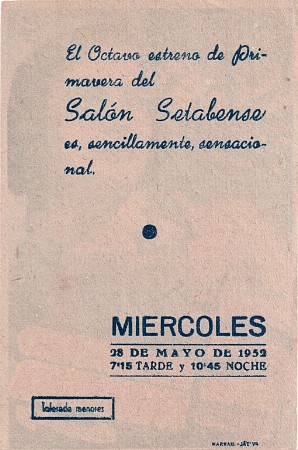 El Octavo estreno de Pri-
mavera del
Salón Setabense
es, sencillamente, sensacio-
nal.
MIERCOLES
28 DE MAYO DE 1952
7'15 TARDE y 10'45 NOCHE
Tolerada menores